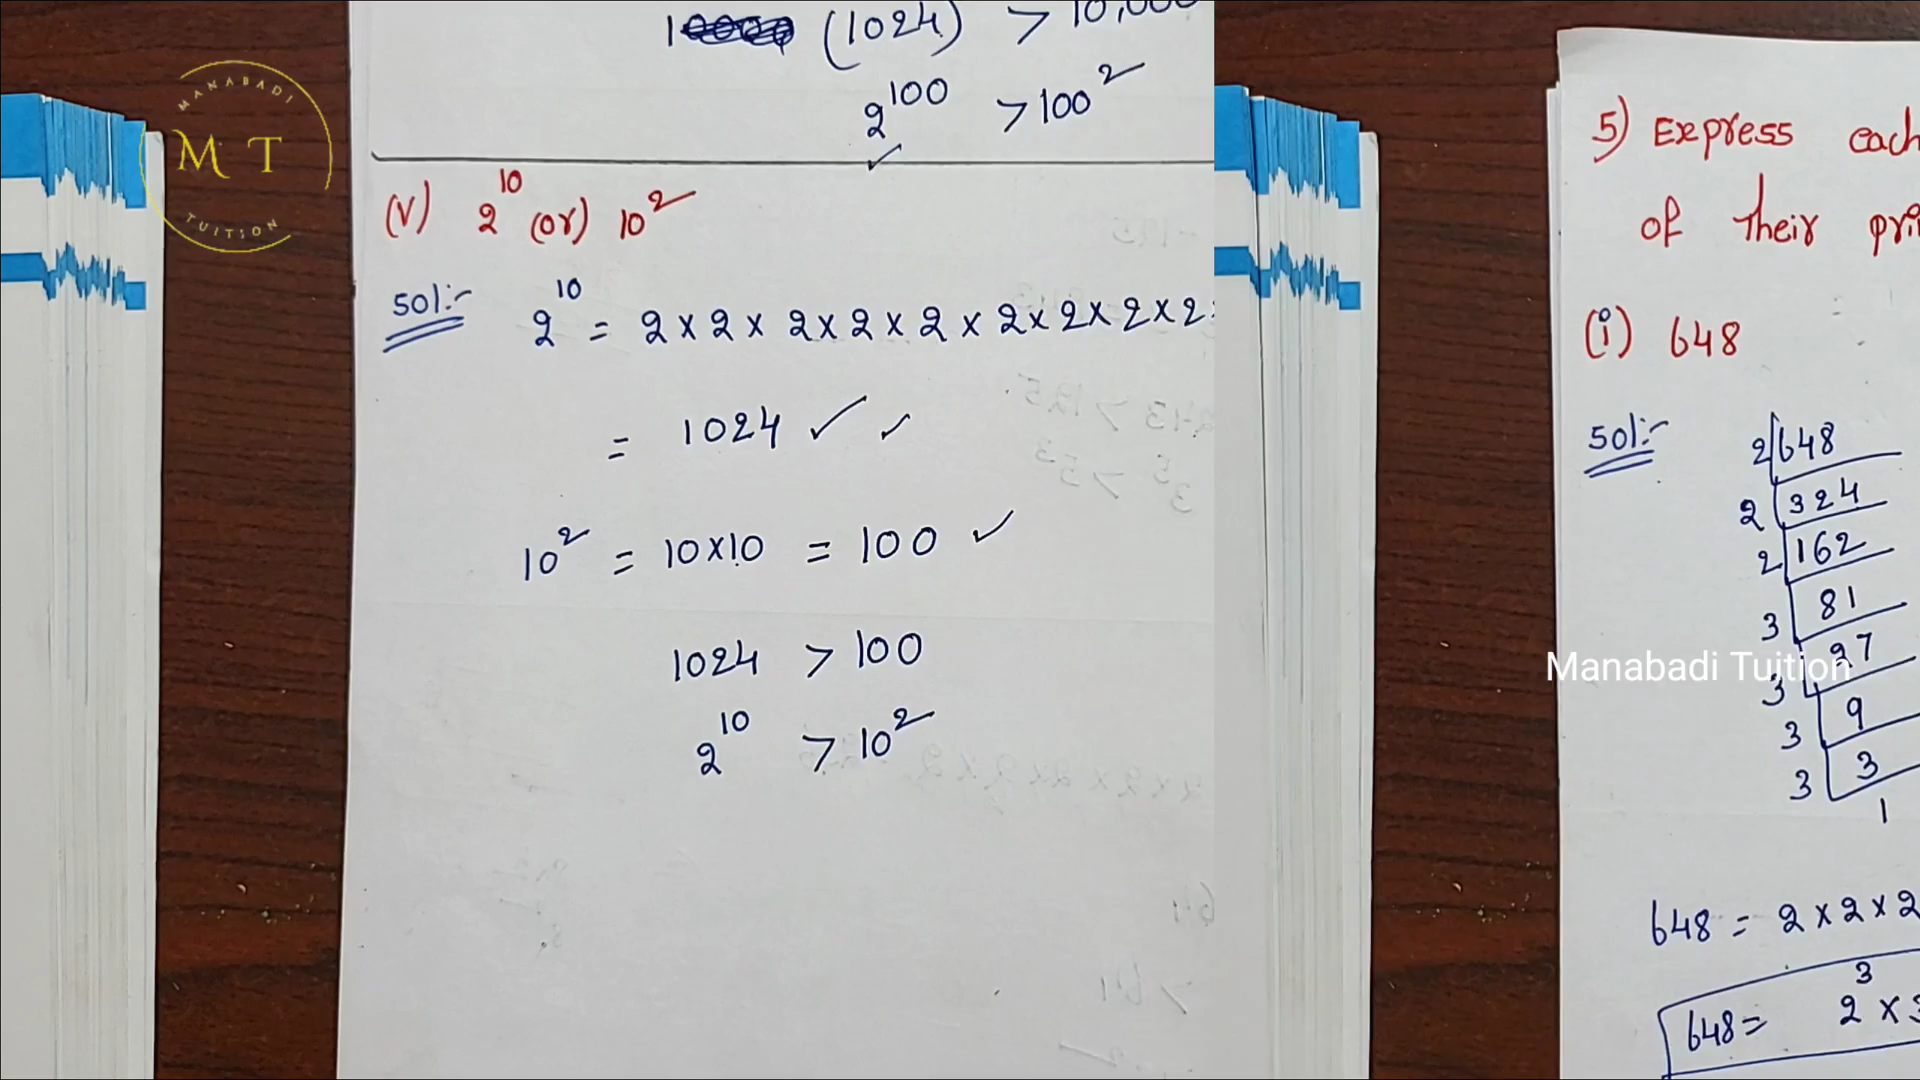 (1024) > 10,000
2^100 > 100^2
(v) 2^10 (or) 10^2
Sol:- 2^10 = 2×2×2×2×2×2×2×2×2
= 1024 ✓ ✓
10^2 = 10×10 = 100 ✓
1024 > 100
2^10 > 10^2
MANABADI
M T
TUITION
5) Express each
of their
(i) 648
Sol:- 2|648
2|324
2|162
3|81
3|27
3|9
3|3
1
648 = 2×2×2
648 = 2^3 ×
Manabadi Tuition